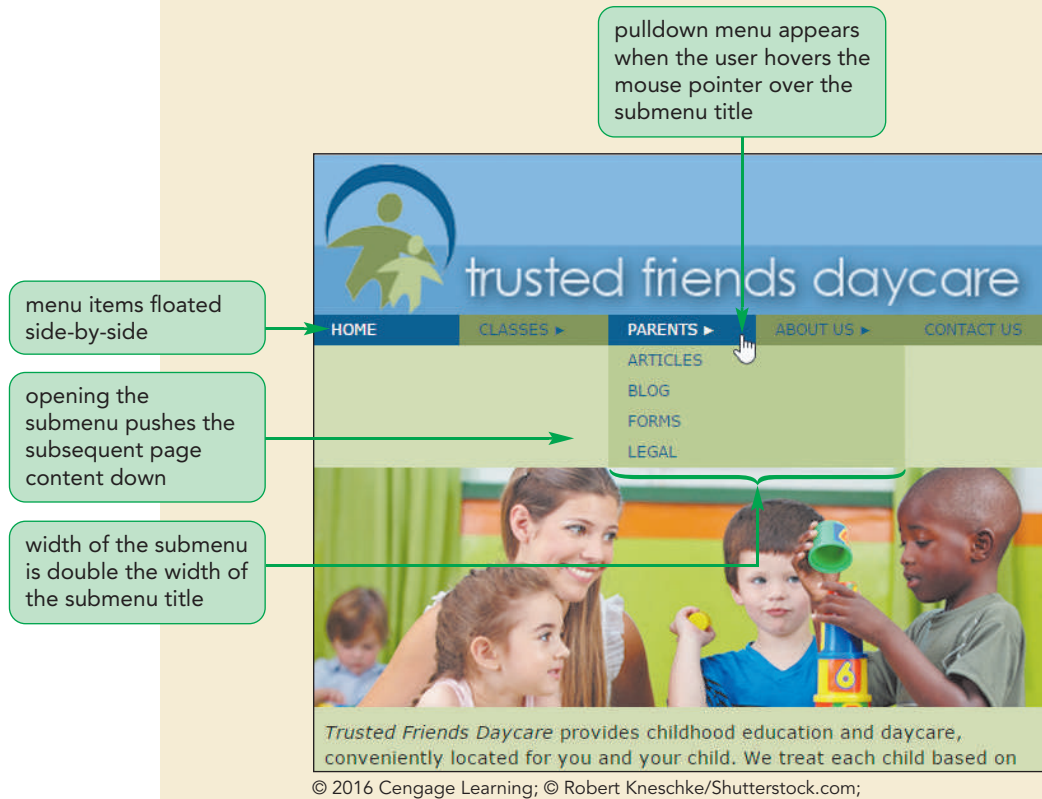 pulldown menu appears
when the user hovers the
mouse pointer over the
submenu title
trusted friends daycare
menu items floated
side-by-side
HOME
CLASSES ►
PARENTS ►
ABOUT US ►
CONTACT US
ARTICLES
BLOG
FORMS
LEGAL
opening the
submenu pushes the
subsequent page
content down
width of the submenu
is double the width of
the submenu title
6
Trusted Friends Daycare provides childhood education and daycare,
conveniently located for you and your child. We treat each child based on
© 2016 Cengage Learning; © Robert Kneschke/Shutterstock.com;